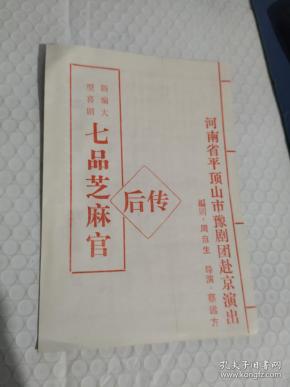 新编大
型喜剧
七品芝麻官
后传
河南省平顶山市豫剧团赴京演出
编剧·周自生 导演·蔡鸿方
孔夫子旧书网